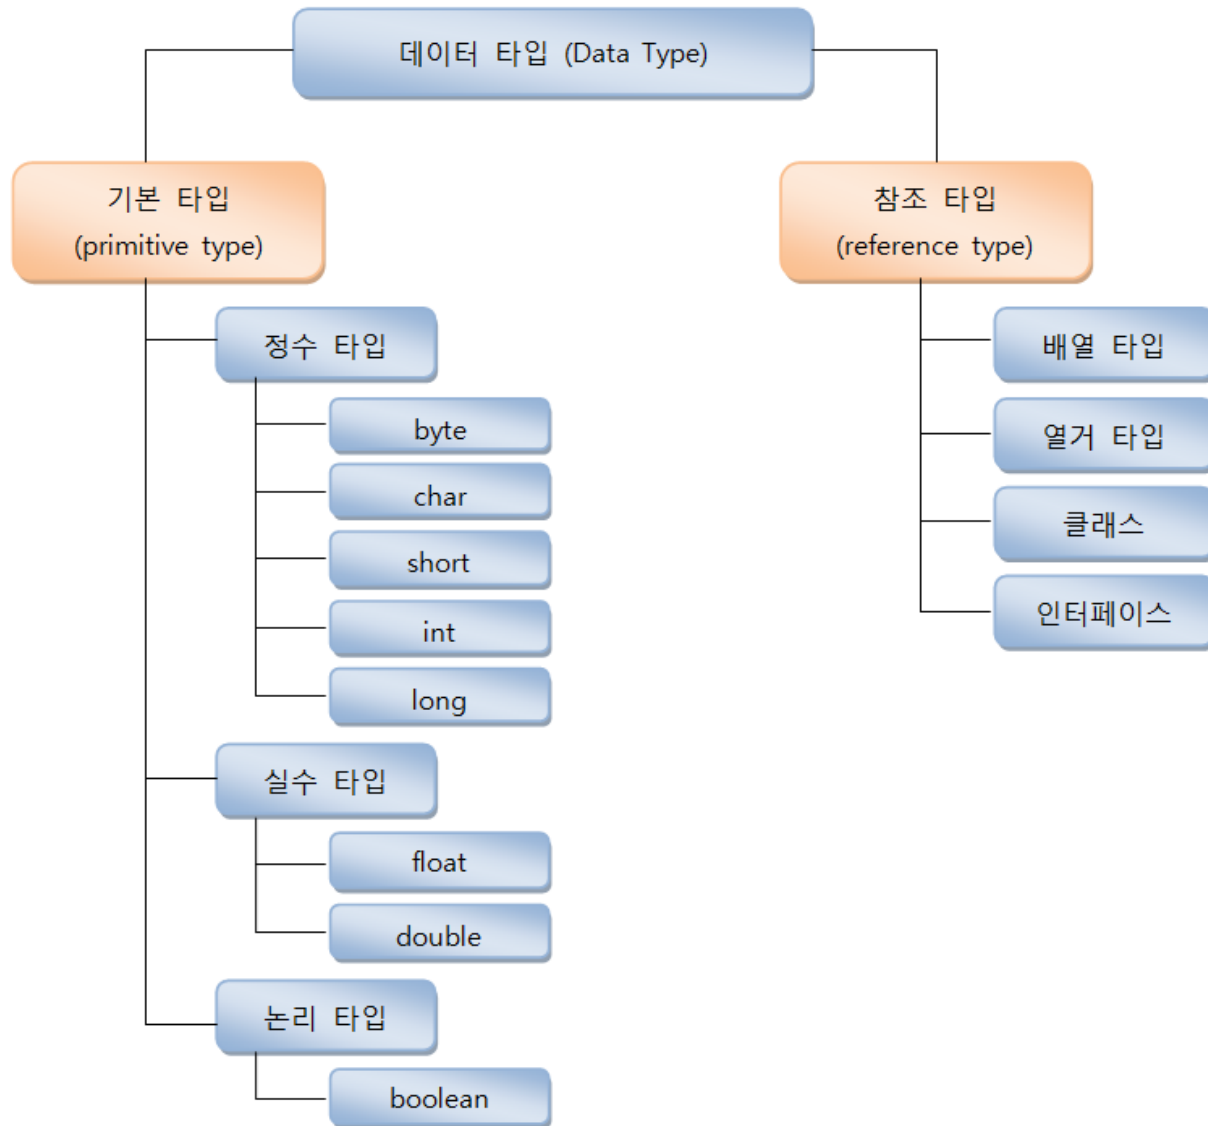 데이터 타입 (Data Type)
기본 타입
(primitive type)
정수 타입
byte
char
short
int
long
실수 타입
float
double
논리 타입
boolean
참조 타입
(reference type)
배열 타입
열거 타입
클래스
인터페이스